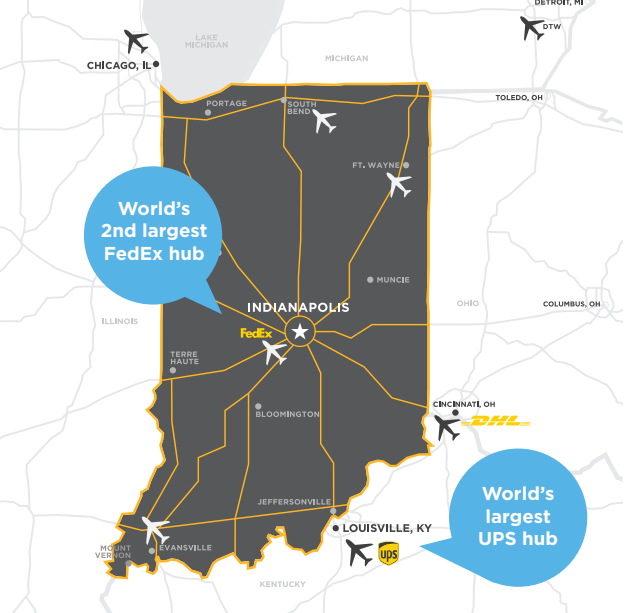 DETROIT, MI
DTW
LAKE
MICHIGAN
MICHIGAN
CHICAGO, IL
TOLEDO, OH
PORTAGE
SOUTH
BEND
FT. WAYNE
World's
2nd largest
FedEx hub
MUNCIE
INDIANAPOLIS
OHIO
COLUMBUS, OH
ILLINOIS
FedEx
TERRE
HAUTE
CINCINNATI, OH
DHL
BLOOMINGTON
World's
largest
UPS hub
JEFFERSONVILLE
LOUISVILLE, KY
ups
MOUNT
VERNON
EVANSVILLE
KENTUCKY